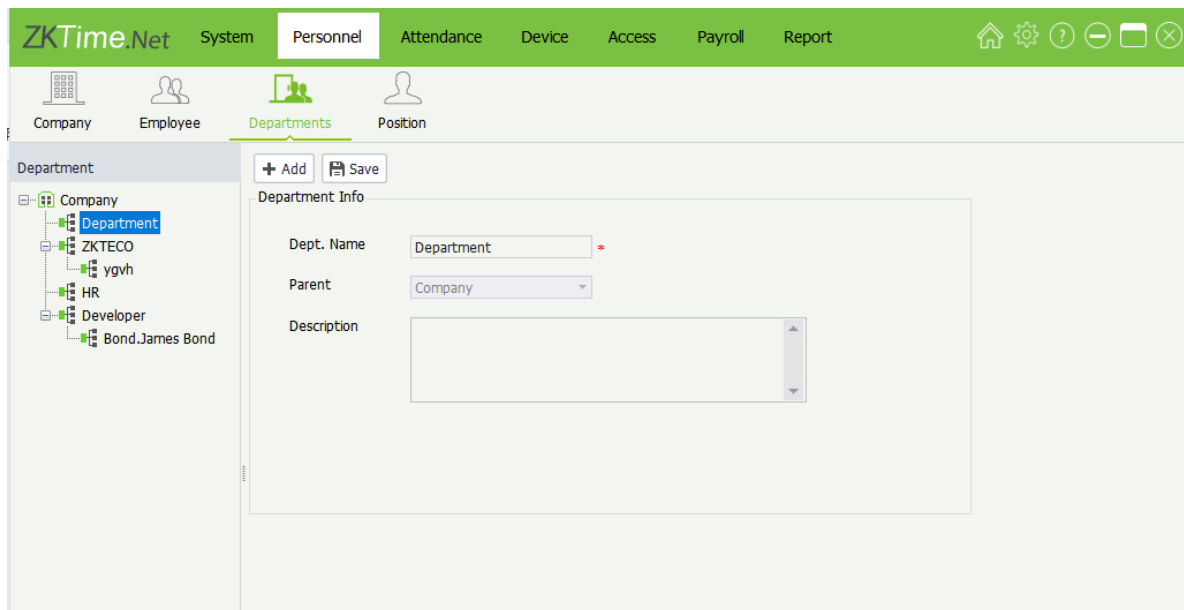 ZKTime.Net System Personnel Attendance Device Access Payroll Report
Company Employee Departments Position
Department
Add Save
Company
Department
ZKTECO
ygvh
HR
Developer
Bond.James Bond
Department Info
Dept. Name Department *
Parent Company
Description